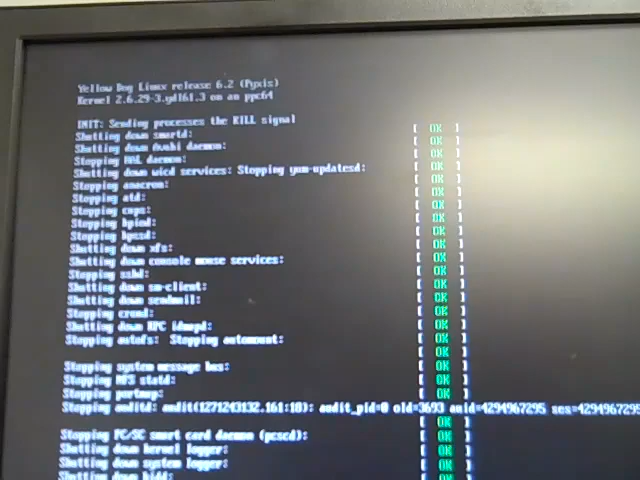 Yellow Dog Linux release 6.2 (Pyxis)
Kernel 2.6.29-3.ydl61.3 on an ppc64
INIT: Sending processes the KILL signal
Shutting down smartd: [ OK ]
Shutting down Avahi daemon: [ OK ]
Stopping HAL daemon: [ OK ]
Shutting down wicd services: Stopping yum-updatesd: [ OK ]
Stopping anacron: [ OK ]
Stopping atd: [ OK ]
Stopping cups: [ OK ]
Stopping hpiod: [ OK ]
Stopping hpssd: [ OK ]
Shutting down xfs: [ OK ]
Shutting down console mouse services: [ OK ]
Stopping sshd: [ OK ]
Shutting down sm-client: [ OK ]
Shutting down sendmail: [ OK ]
Stopping crond: [ OK ]
Shutting down RPC idmapd: [ OK ]
Stopping autofs: Stopping automount: [ OK ]
[ OK ]
Stopping system message bus: [ OK ]
Stopping NFS statd: [ OK ]
Stopping portmap: [ OK ]
Stopping auditd: audit(1271243132.161:18): audit_pid=0 old=3693 auid=4294967295 ses=4294967295
[ OK ]
Stopping PC/SC smart card daemon (pcscd): [ OK ]
Shutting down kernel logger: [ OK ]
Shutting down system logger: [ OK ]
Shutting down hidd: [ OK ]